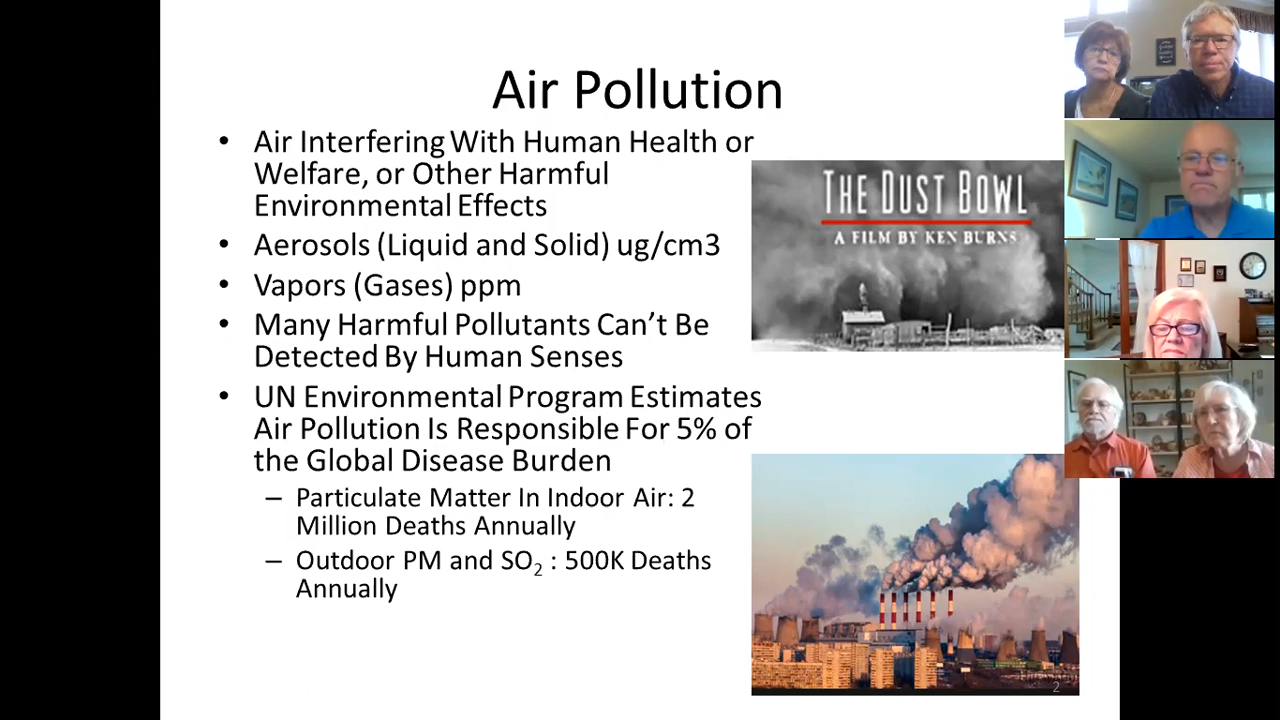 Air Pollution
• Air Interfering With Human Health or
Welfare, or Other Harmful
Environmental Effects
• Aerosols (Liquid and Solid) ug/cm3
• Vapors (Gases) ppm
• Many Harmful Pollutants Can't Be
Detected By Human Senses
• UN Environmental Program Estimates
Air Pollution Is Responsible For 5% of
the Global Disease Burden
– Particulate Matter In Indoor Air: 2
Million Deaths Annually
– Outdoor PM and SO₂ : 500K Deaths
Annually
THE DUST BOWL
A FILM BY KEN BURNS
2